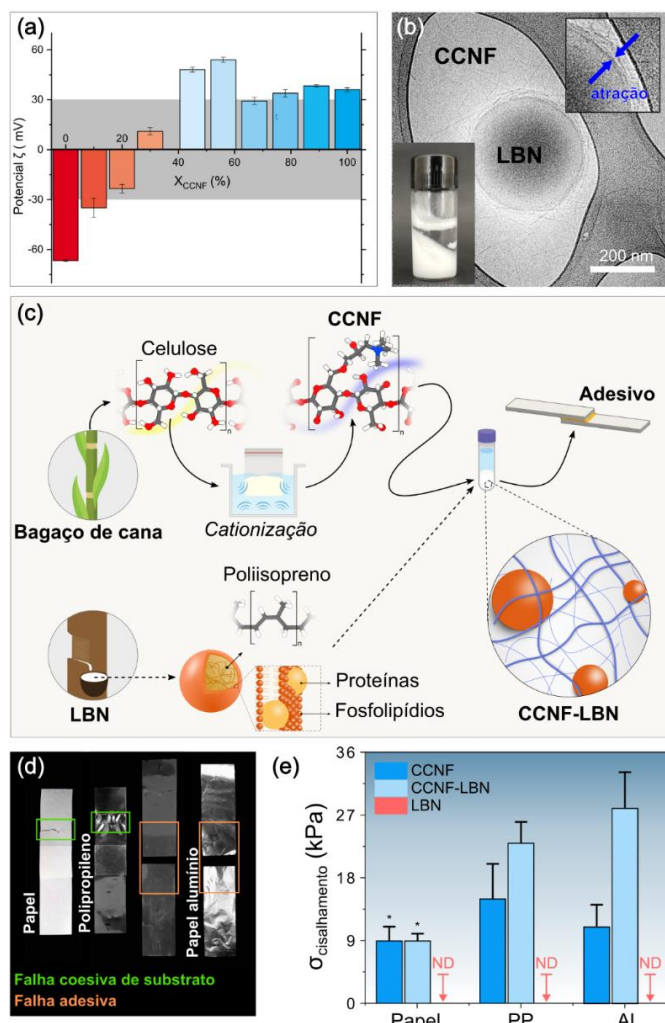 (a)
60
30
0
-30
-60
Potencial ζ ( mV)
0
20
40
60
80
100
X_CCNF (%)
(b)
CCNF
LBN
atração
200 nm
(c)
CCNF
Celulose
n
n
Adesivo
Cationização
Bagaço de cana
Poliisopreno
n
LBN
Proteínas
Fosfolipídios
CCNF-LBN
(d)
Papel
Polipropileno
Papel alumínio
Falha coesiva de substrato
Falha adesiva
(e)
36
27
18
9
0
σcisalhamento (kPa)
CCNF
CCNF-LBN
LBN
* *
ND
ND
ND
Papel
PP
AL